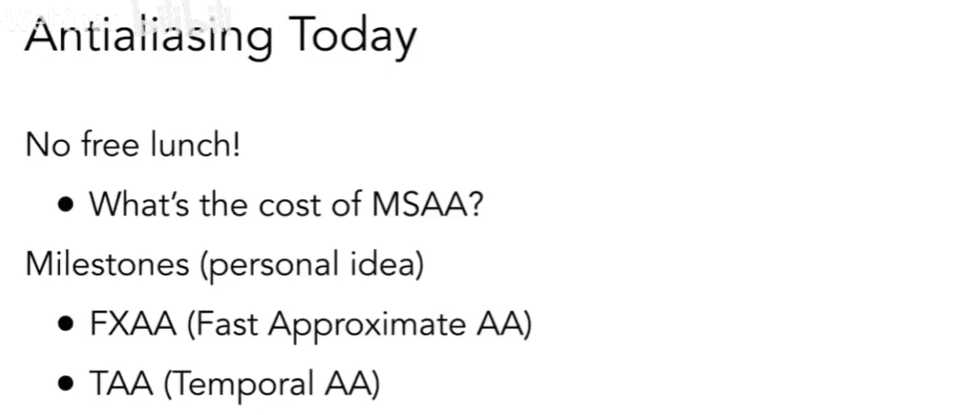 Antialiasing Today
No free lunch!
• What's the cost of MSAA?
Milestones (personal idea)
• FXAA (Fast Approximate AA)
• TAA (Temporal AA)